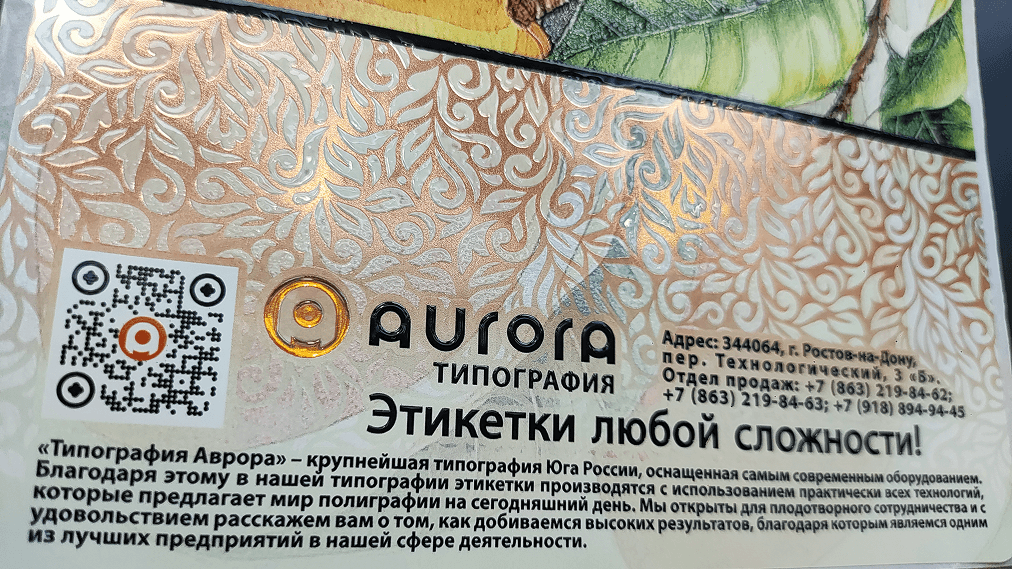 aurora
ТИПОГРАФИЯ
Адрес: 344064, г. Ростов-на-Дону,
пер. Технологический, 3 «Б».
Отдел продаж: +7 (863) 219-84-62;
+7 (863) 219-84-63; +7 (918) 894-94-45
Этикетки любой сложности!
«Типография Аврора» – крупнейшая типография Юга России, оснащенная самым современным оборудованием.
Благодаря этому в нашей типографии этикетки производятся с использованием практически всех технологий,
которые предлагает мир полиграфии на сегодняшний день. Мы открыты для плодотворного сотрудничества и с
удовольствием расскажем вам о том, как добиваемся высоких результатов, благодаря которым являемся одним
из лучших предприятий в нашей сфере деятельности.